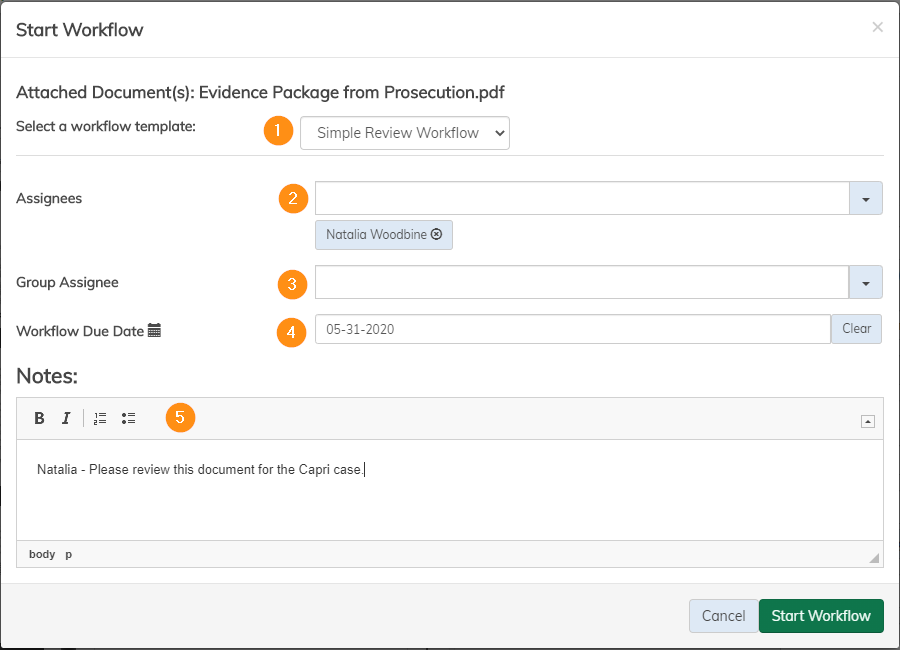 Start Workflow ×
Attached Document(s): Evidence Package from Prosecution.pdf
Select a workflow template: 1 Simple Review Workflow
Assignees 2
Natalia Woodbine
Group Assignee 3
Workflow Due Date 4 05-31-2020 Clear
Notes:
B I 5
Natalia - Please review this document for the Capri case.
body p
Cancel Start Workflow